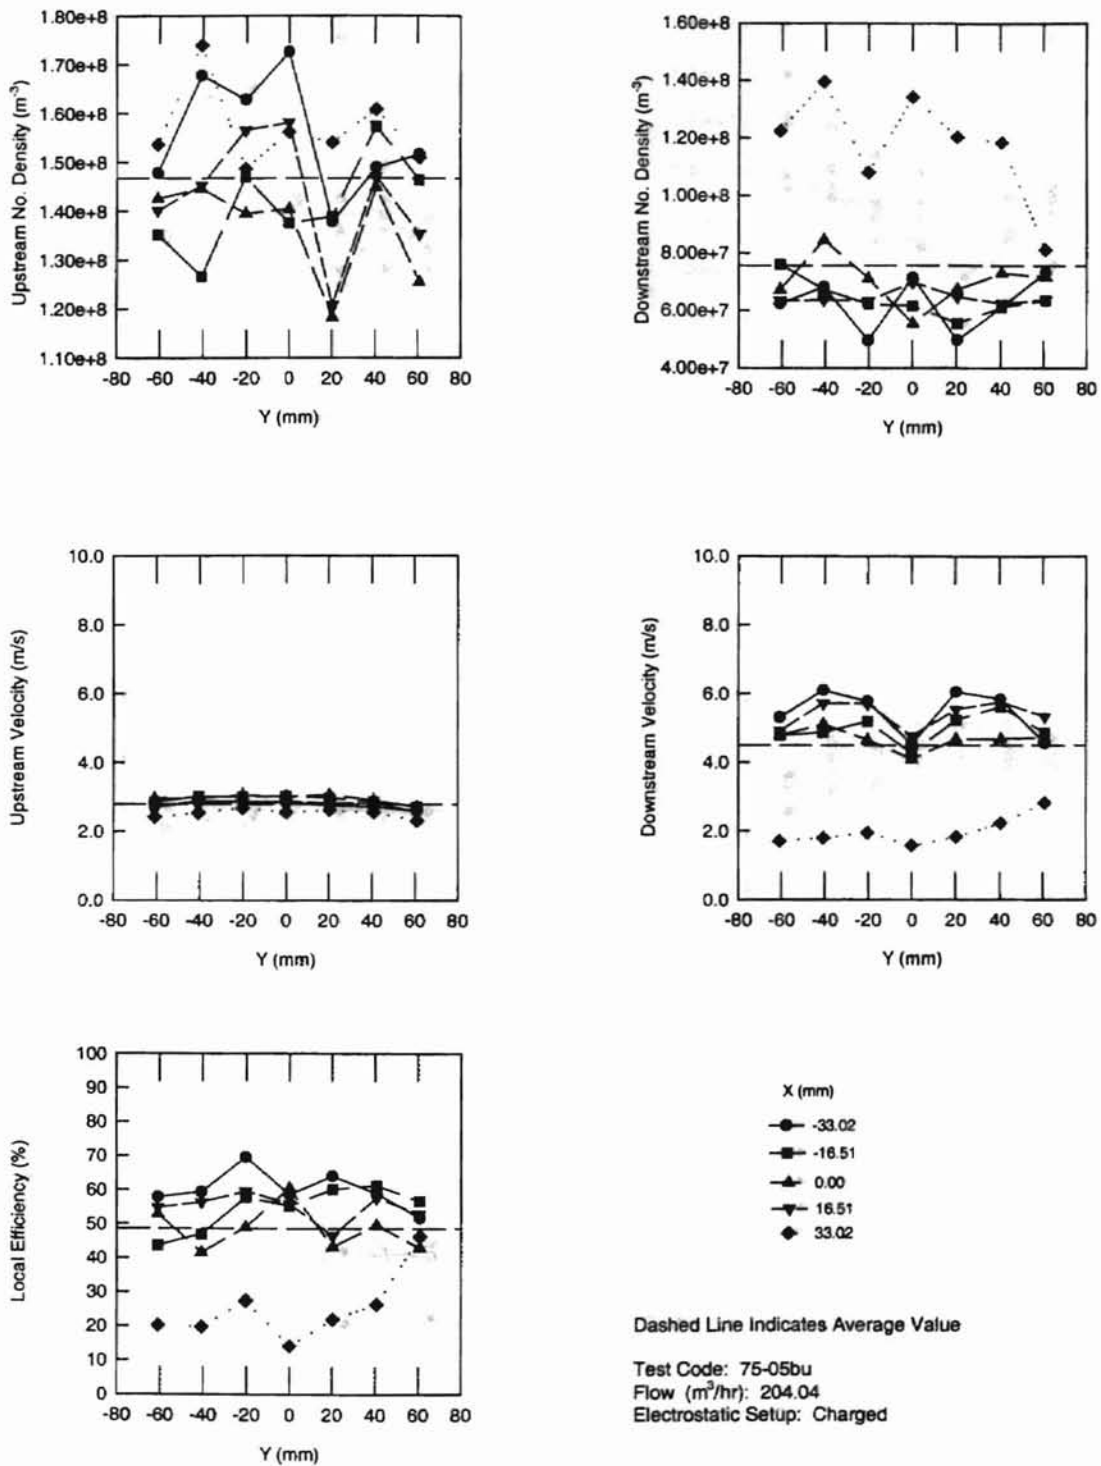 1.80e+8
1.70e+8
1.60e+8
1.50e+8
1.40e+8
1.30e+8
1.20e+8
1.10e+8
Upstream No. Density (m⁻³)
-80 -60 -40 -20 0 20 40 60 80
Y (mm)
1.60e+8
1.40e+8
1.20e+8
1.00e+8
8.00e+7
6.00e+7
4.00e+7
Downstream No. Density (m⁻³)
-80 -60 -40 -20 0 20 40 60 80
Y (mm)
10.0
8.0
6.0
4.0
2.0
0.0
Upstream Velocity (m/s)
-80 -60 -40 -20 0 20 40 60 80
Y (mm)
10.0
8.0
6.0
4.0
2.0
0.0
Downstream Velocity (m/s)
-80 -60 -40 -20 0 20 40 60 80
Y (mm)
100
90
80
70
60
50
40
30
20
10
0
Local Efficiency (%)
-80 -60 -40 -20 0 20 40 60 80
Y (mm)
X (mm)
-33.02
-16.51
0.00
16.51
33.02
Dashed Line Indicates Average Value
Test Code: 75-05bu
Flow (m³/hr): 204.04
Electrostatic Setup: Charged